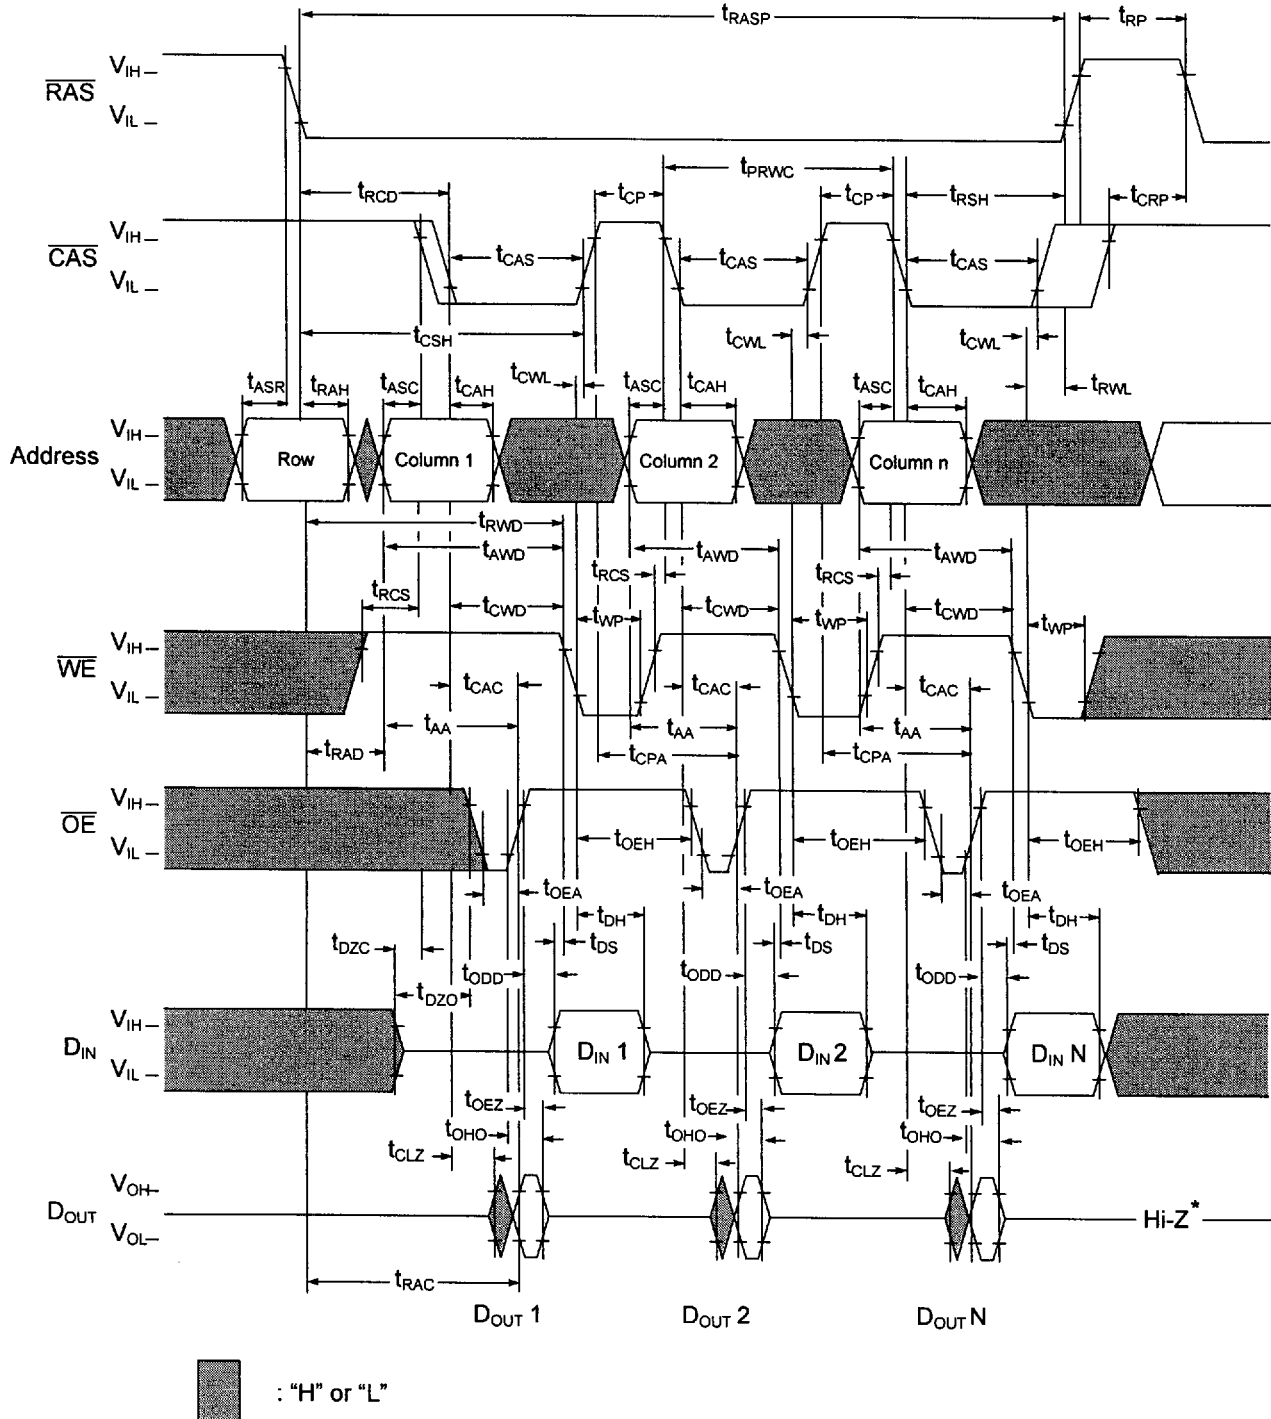 tRASP
tRP
RAS
VIH
VIL
tRCD
tCP
tPRWC
tCP
tRSH
tCRP
CAS
VIH
VIL
tCAS
tCAS
tCAS
tCSH
tCWL
tCWL
tCWL
tRWL
tASR
tRAH
tASC
tCAH
tASC
tCAH
tASC
tCAH
Address
VIH
VIL
Row
Column 1
Column 2
Column n
tRWD
tAWD
tAWD
tAWD
tRCS
tRCS
tRCS
tCWD
tWP
tCWD
tWP
tCWD
tWP
WE
VIH
VIL
tCAC
tCAC
tCAC
tAA
tAA
tAA
tRAD
tCPA
tCPA
OE
VIH
VIL
tOEH
tOEH
tOEH
tOEA
tOEA
tOEA
tDH
tDH
tDH
tDZC
tDS
tDS
tDS
tODD
tODD
tODD
tDZO
DIN
VIH
VIL
DIN 1
DIN 2
DIN N
tOEZ
tOEZ
tOEZ
tOHO
tOHO
tOHO
tCLZ
tCLZ
tCLZ
DOUT
VOH
VOL
Hi-Z*
tRAC
DOUT 1
DOUT 2
DOUT N
: “H” or “L”